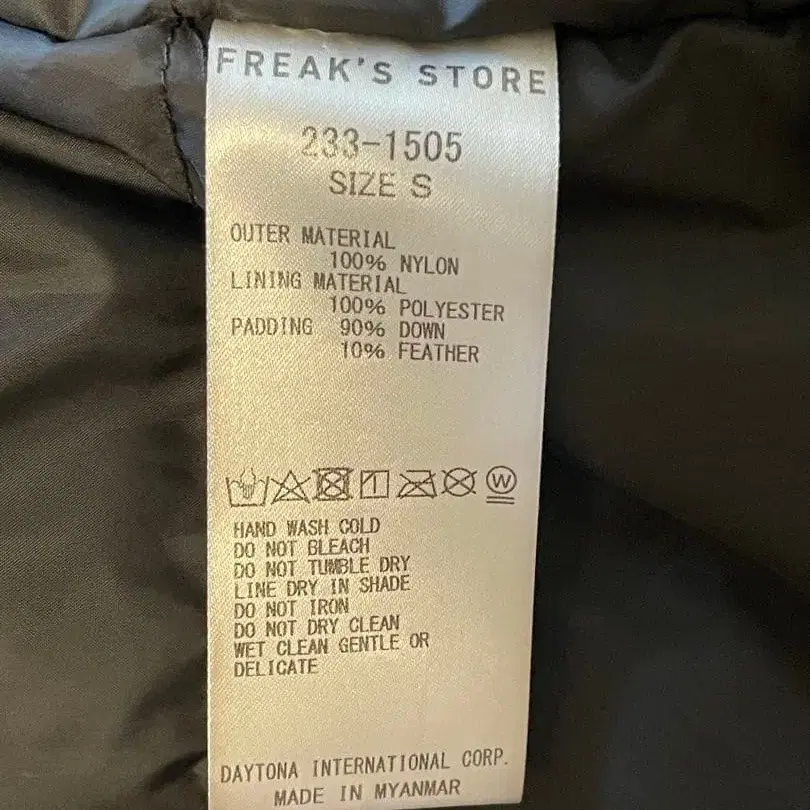 FREAK'S STORE
233-1505
SIZE S
OUTER MATERIAL
100% NYLON
LINING MATERIAL
100% POLYESTER
PADDING 90% DOWN
10% FEATHER
W
HAND WASH COLD
DO NOT BLEACH
DO NOT TUMBLE DRY
LINE DRY IN SHADE
DO NOT IRON
DO NOT DRY CLEAN
WET CLEAN GENTLE OR
DELICATE
DAYTONA INTERNATIONAL CORP.
MADE IN MYANMAR